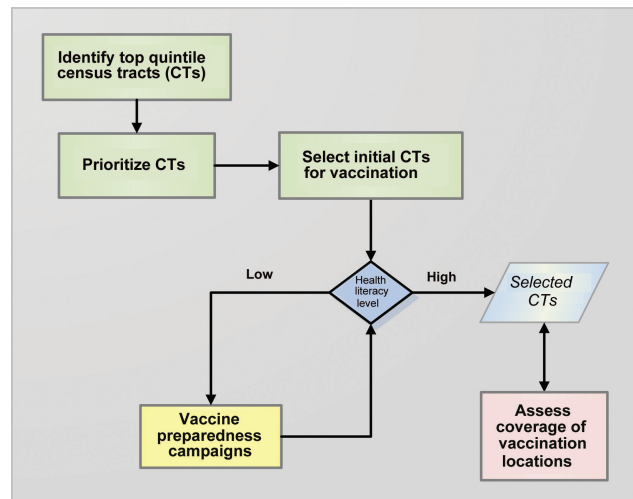 Identify top quintile
census tracts (CTs)
Prioritize CTs
Select initial CTs
for vaccination
Health
literacy
level
Low
High
Selected
CTs
Vaccine
preparedness
campaigns
Assess
coverage of
vaccination
locations